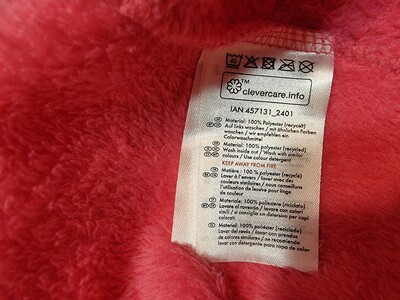 40
TM
clevercare.info
IAN 457131_2401
Material: 100% Polyester (recycelt)
Auf links waschen / mit ähnlichen Farben
waschen / wir empfehlen ein
Colorwaschmittel
Material: 100% Polyester (recycled)
Wash inside out / Wash with similar
colours / Use colour detergent
KEEP AWAY FROM FIRE
Matière : 100 % polyester (recyclé)
Laver à l'envers / laver avec des
couleurs similaires / nous conseillons
l'utilisation de lessive pour linge
de couleur
Materiale: 100% poliestere (riciclato)
Lavare al rovescio / lavare con colori
simili / si consiglia un detersivo per capi
colorati
Material: 100% poliéster (reciclado)
Lavar del revés / lavar con prendas
de colores similares / se recomienda
lavar con detergente para ropa de color